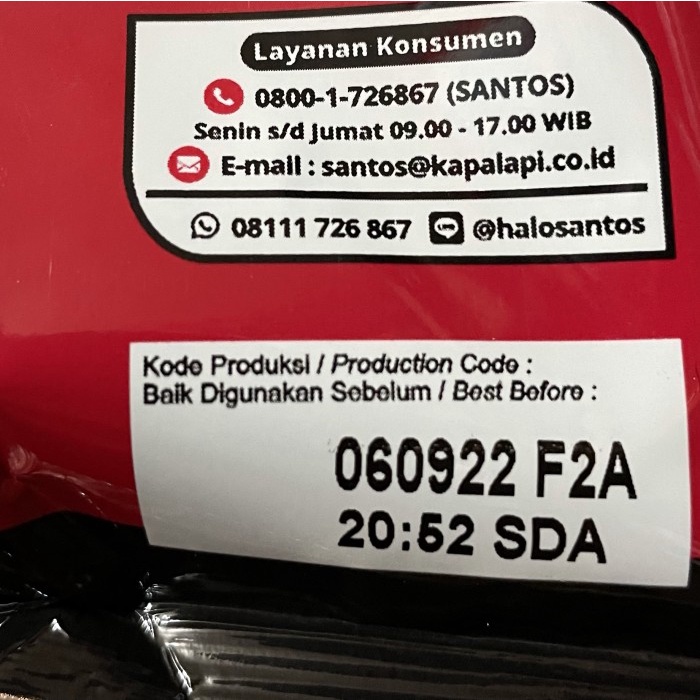 Layanan Konsumen
0800-1-726867 (SANTOS)
Senin s/d Jumat 09.00 - 17.00 WIB
E-mail : santos@kapalapi.co.id
08111 726 867 LINE @halosantos
Kode Produksi / Production Code :
Baik Digunakan Sebelum / Best Before :
060922 F2A
20:52 SDA